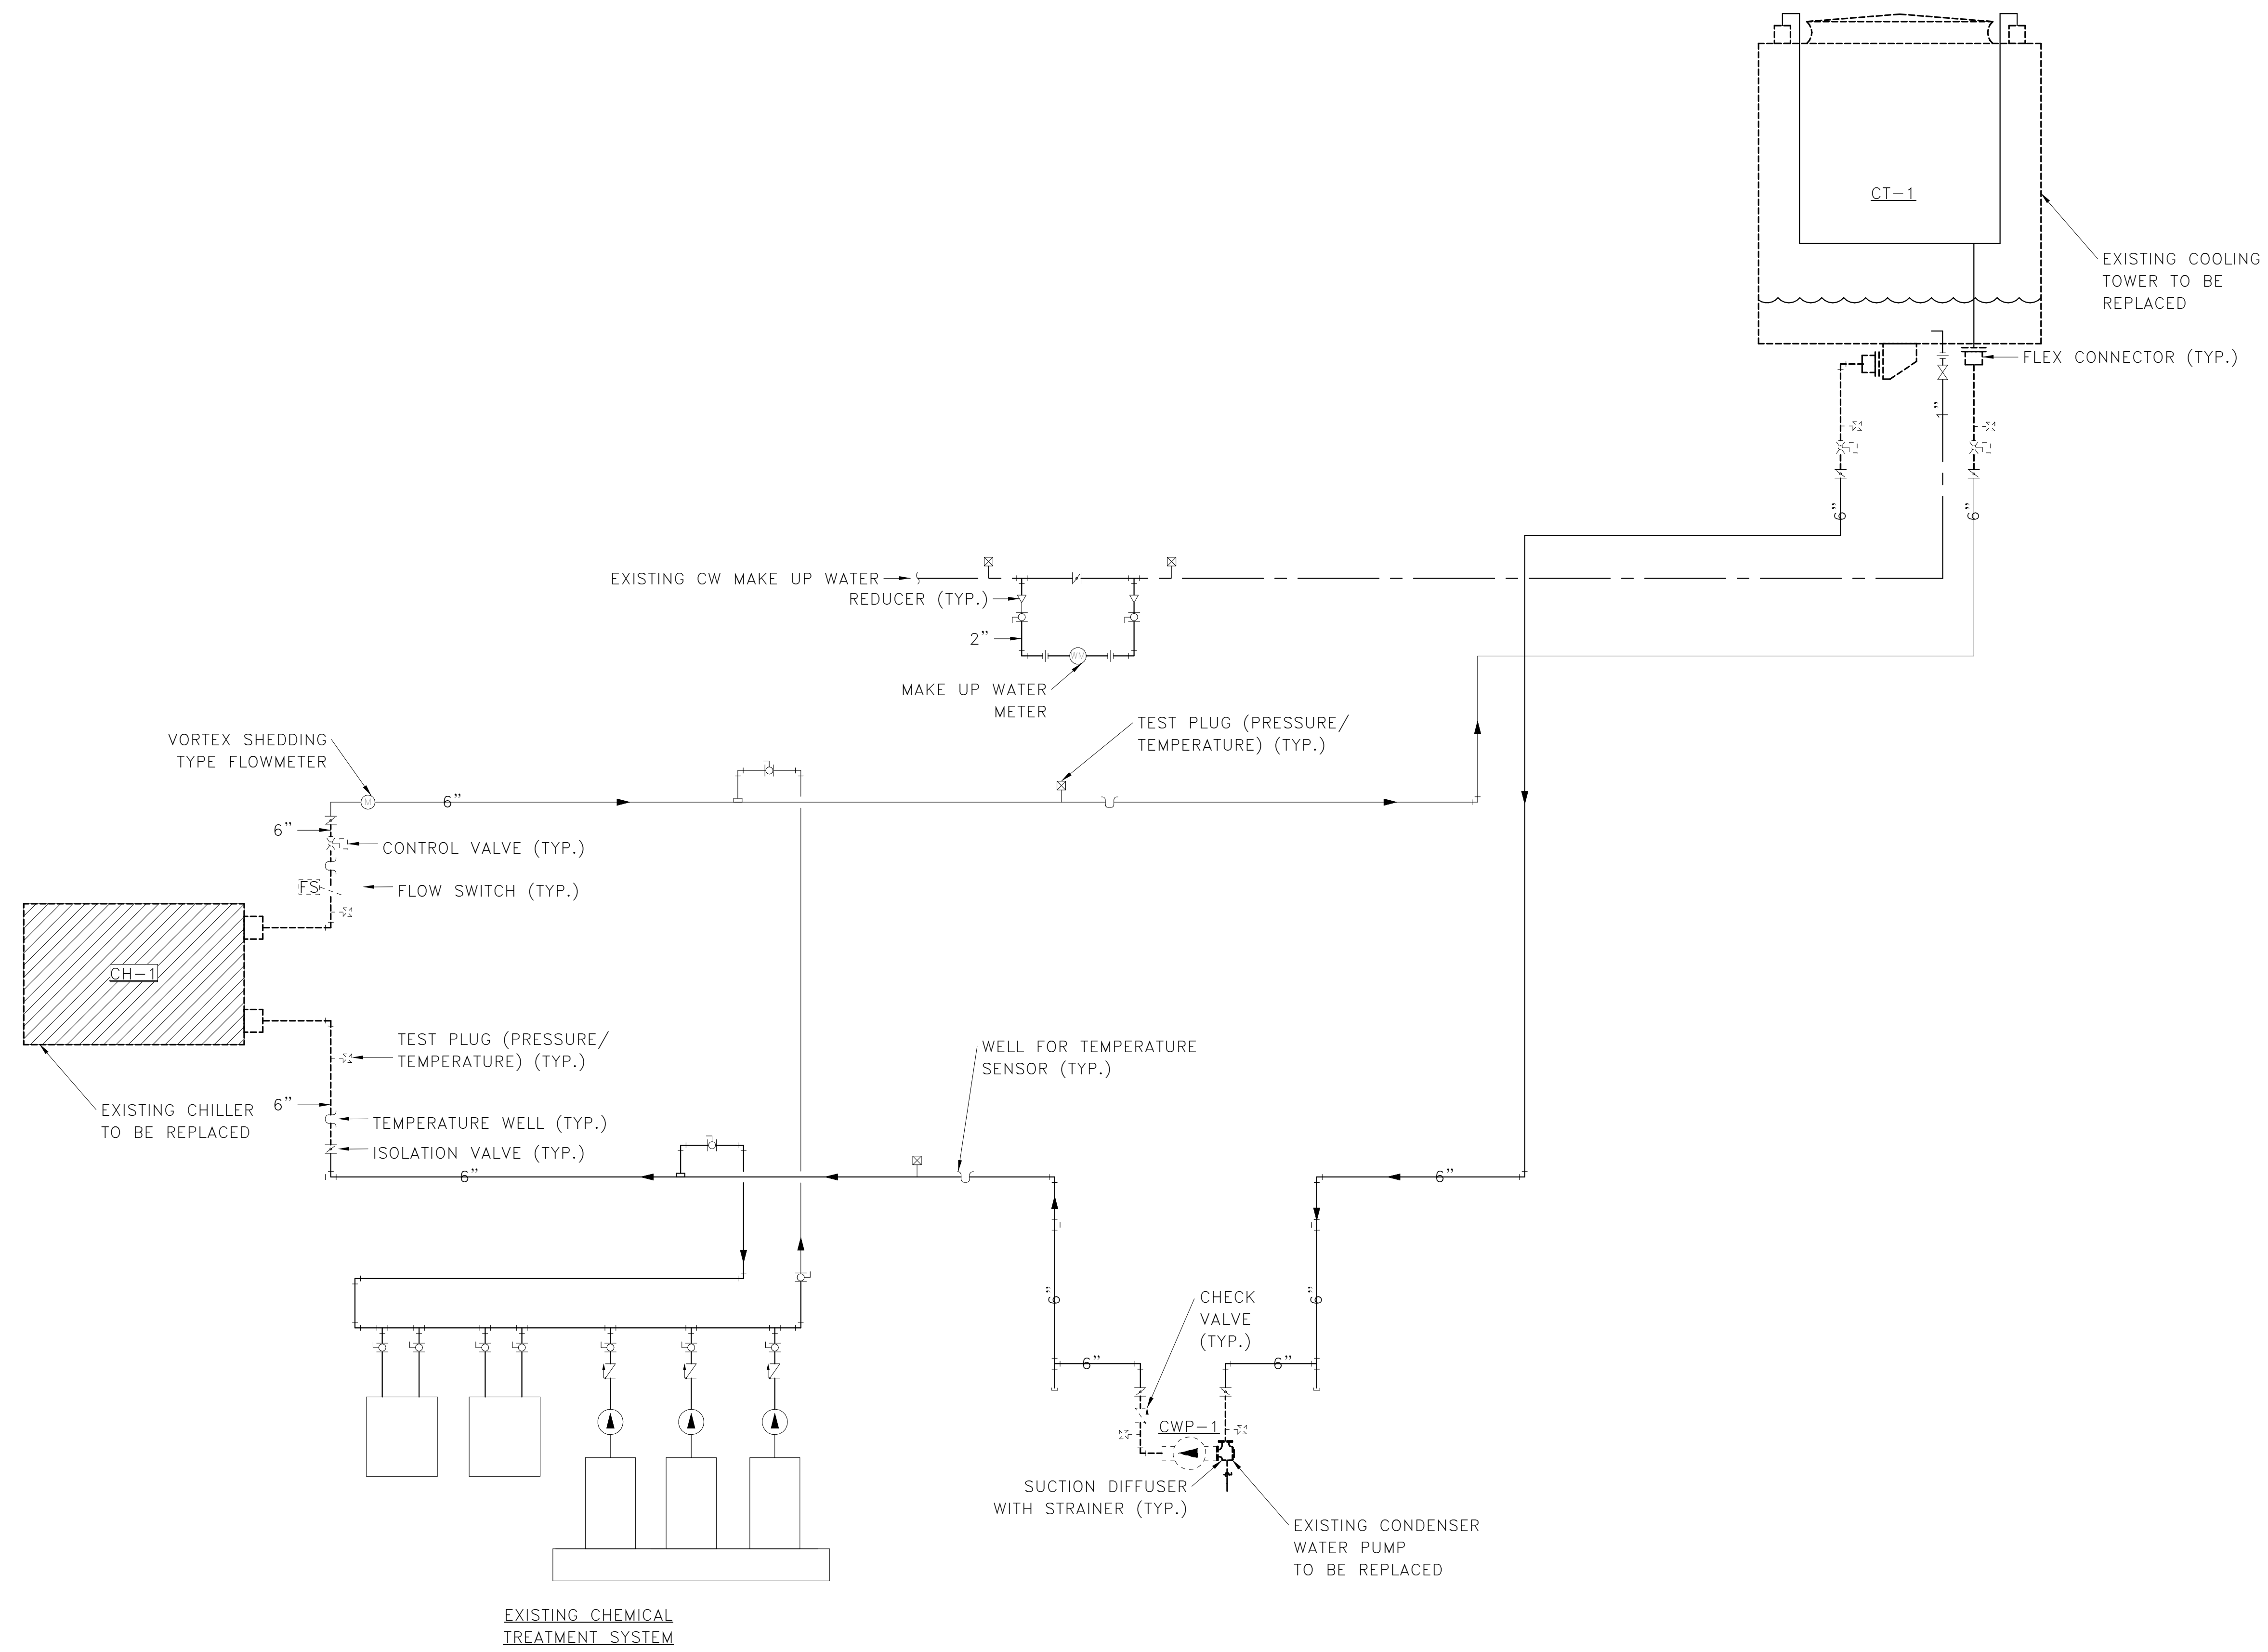 CT-1
EXISTING COOLING
TOWER TO BE
REPLACED
FLEX CONNECTOR (TYP.)
1"
6"
6"
EXISTING CW MAKE UP WATER
REDUCER (TYP.)
2"
WM
MAKE UP WATER
METER
TEST PLUG (PRESSURE/
TEMPERATURE) (TYP.)
VORTEX SHEDDING
TYPE FLOWMETER
M
6"
6"
CONTROL VALVE (TYP.)
FS
FLOW SWITCH (TYP.)
CH-1
TEST PLUG (PRESSURE/
TEMPERATURE) (TYP.)
WELL FOR TEMPERATURE
SENSOR (TYP.)
EXISTING CHILLER
TO BE REPLACED
6"
TEMPERATURE WELL (TYP.)
ISOLATION VALVE (TYP.)
6"
6"
6"
6"
CHECK
VALVE
(TYP.)
6"
6"
CWP-1
SUCTION DIFFUSER
WITH STRAINER (TYP.)
EXISTING CONDENSER
WATER PUMP
TO BE REPLACED
EXISTING CHEMICAL
TREATMENT SYSTEM